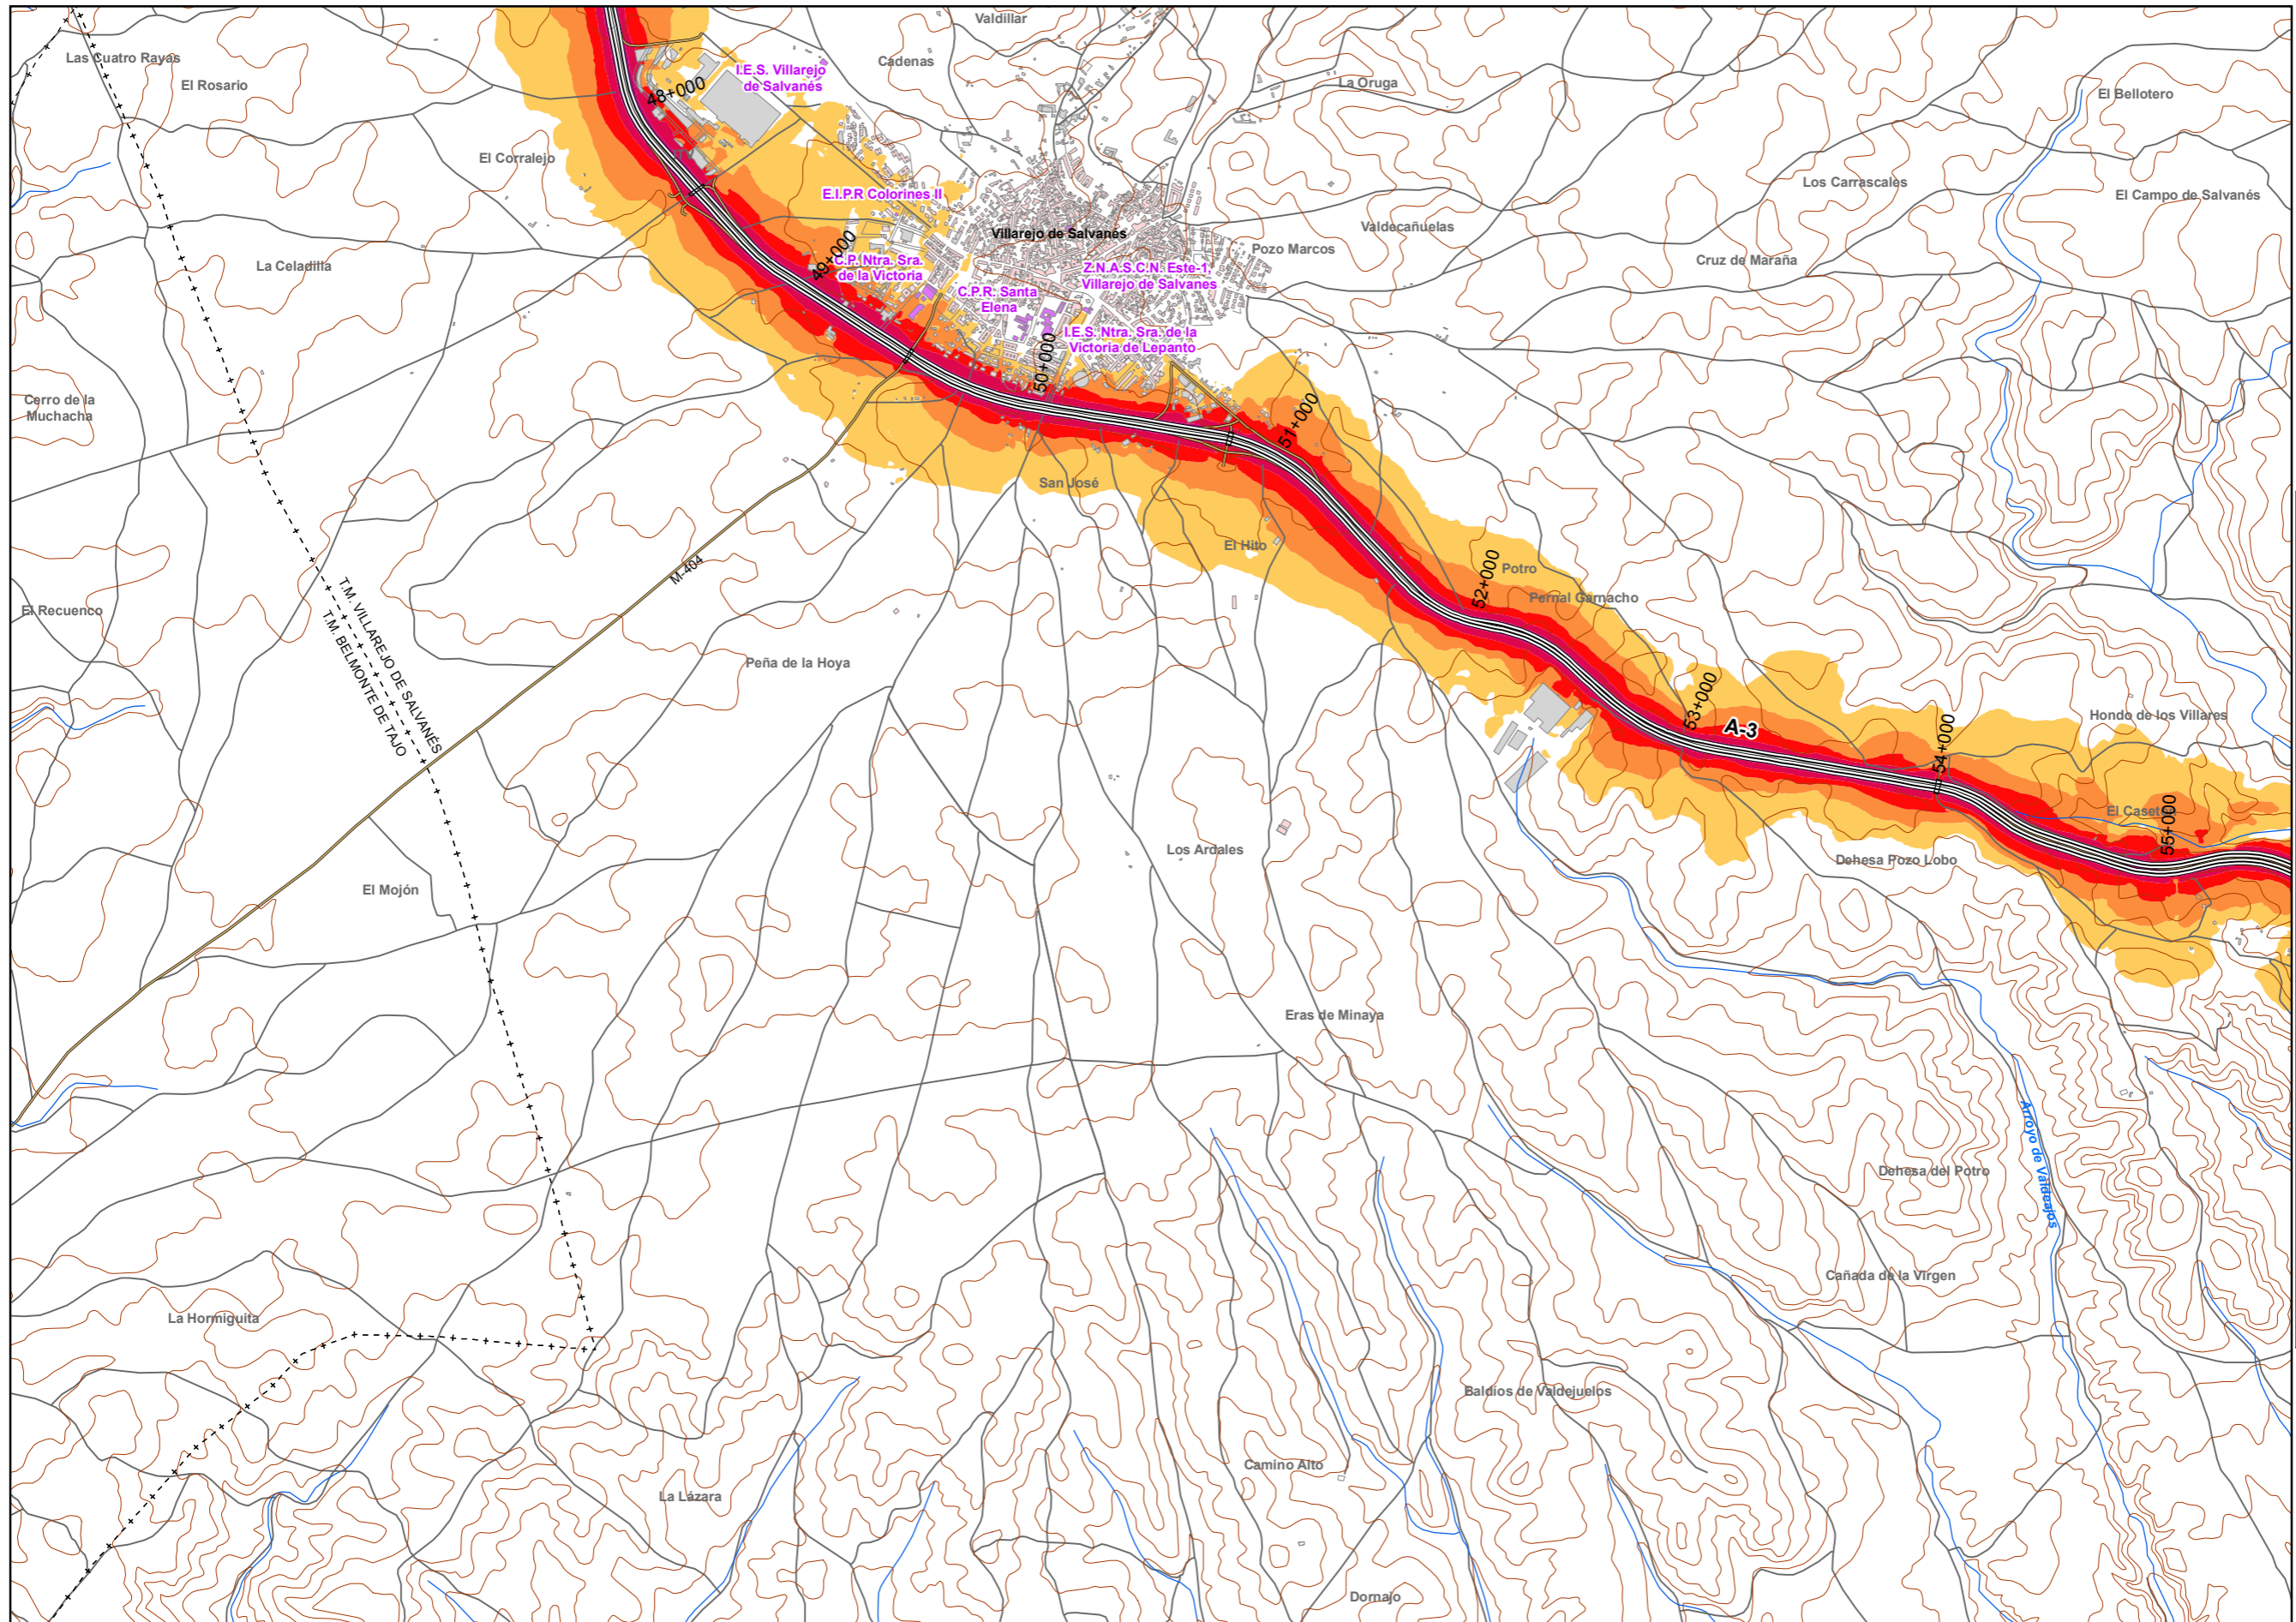 Valdillar
Las Cuatro Rayas
El Rosario
Cadenas
I.E.S. Villarejo
de Salvanés
48+000
La Oruga
El Bellotero
El Corralejo
E.I.P.R Colorines II
Los Carrascales
El Campo de Salvanés
Villarejo de Salvanés
Valdecañuelas
Pozo Marcos
49+000
C.P. Ntra. Sra.
de la Victoria
La Celadilla
Z.N.A.S.C.N. Este-1,
Villarejo de Salvanes
Cruz de Maraña
C.P.R. Santa
Elena
I.E.S. Ntra. Sra. de la
Victoria de Lepanto
50+000
Cerro de la
Muchacha
51+000
San José
El Hito
M-404
52+000
Potro
Pernal Garnacho
El Recuenco
T.M. VILLAREJO DE SALVANÉS
T.M. BELMONTE DE TAJO
Peña de la Hoya
53+000
A-3
Hondo de los Villares
54+000
El Caseto
55+000
Los Ardales
Dehesa Pozo Lobo
El Mojón
Eras de Minaya
Arroyo de Valdeajos
Dehesa del Potro
Cañada de la Virgen
La Hormiguita
Baldíos de Valdejuelos
Camino Alto
La Lázara
Dornajo